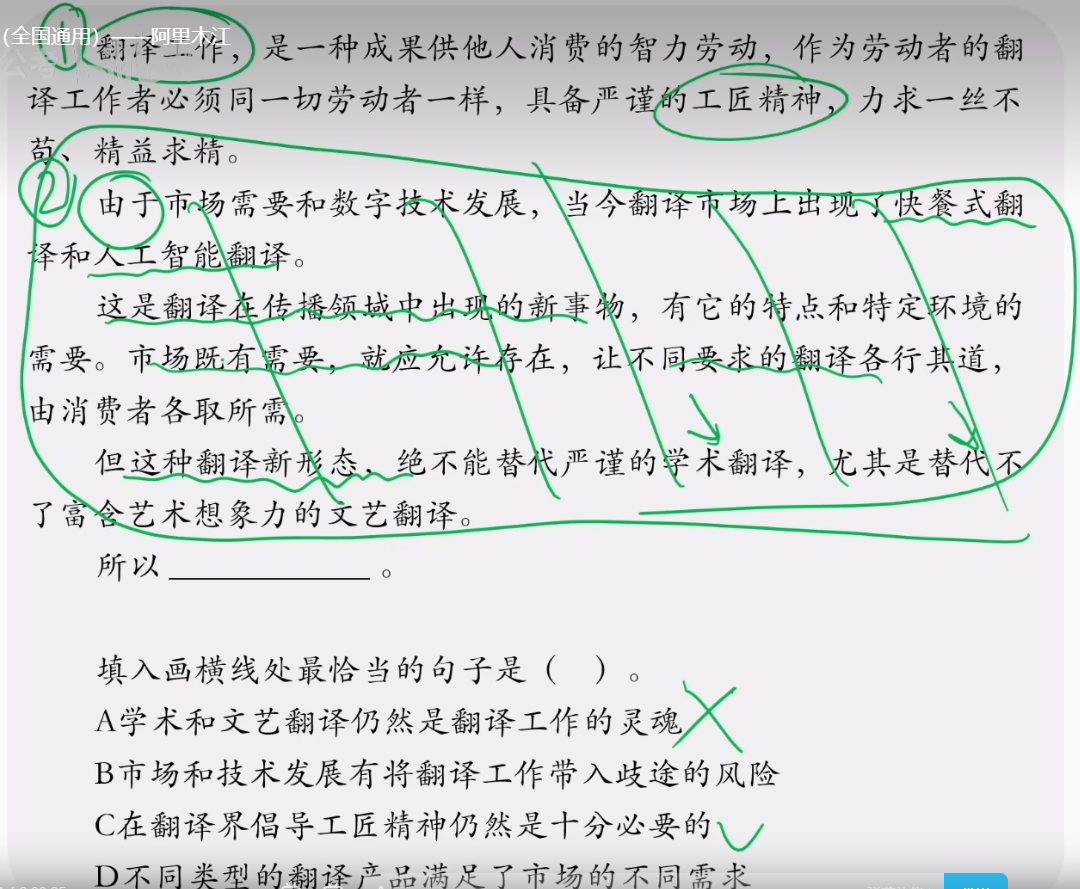 (全国通用) ——阿里木江
① 翻译工作，是一种成果供他人消费的智力劳动，作为劳动者的翻
译工作者必须同一切劳动者一样，具备严谨的工匠精神，力求一丝不
苟、精益求精。
② 由于市场需要和数字技术发展，当今翻译市场上出现了快餐式翻
译和人工智能翻译。
这是翻译在传播领域中出现的新事物，有它的特点和特定环境的
需要。市场既有需要，就应允许存在，让不同要求的翻译各行其道，
由消费者各取所需。
但这种翻译新形态，绝不能替代严谨的学术翻译，尤其是替代不
了富含艺术想象力的文艺翻译。
所以 ____________ 。
填入画横线处最恰当的句子是（ ）。
A学术和文艺翻译仍然是翻译工作的灵魂
B市场和技术发展有将翻译工作带入歧途的风险
C在翻译界倡导工匠精神仍然是十分必要的
D不同类型的翻译产品满足了市场的不同需求